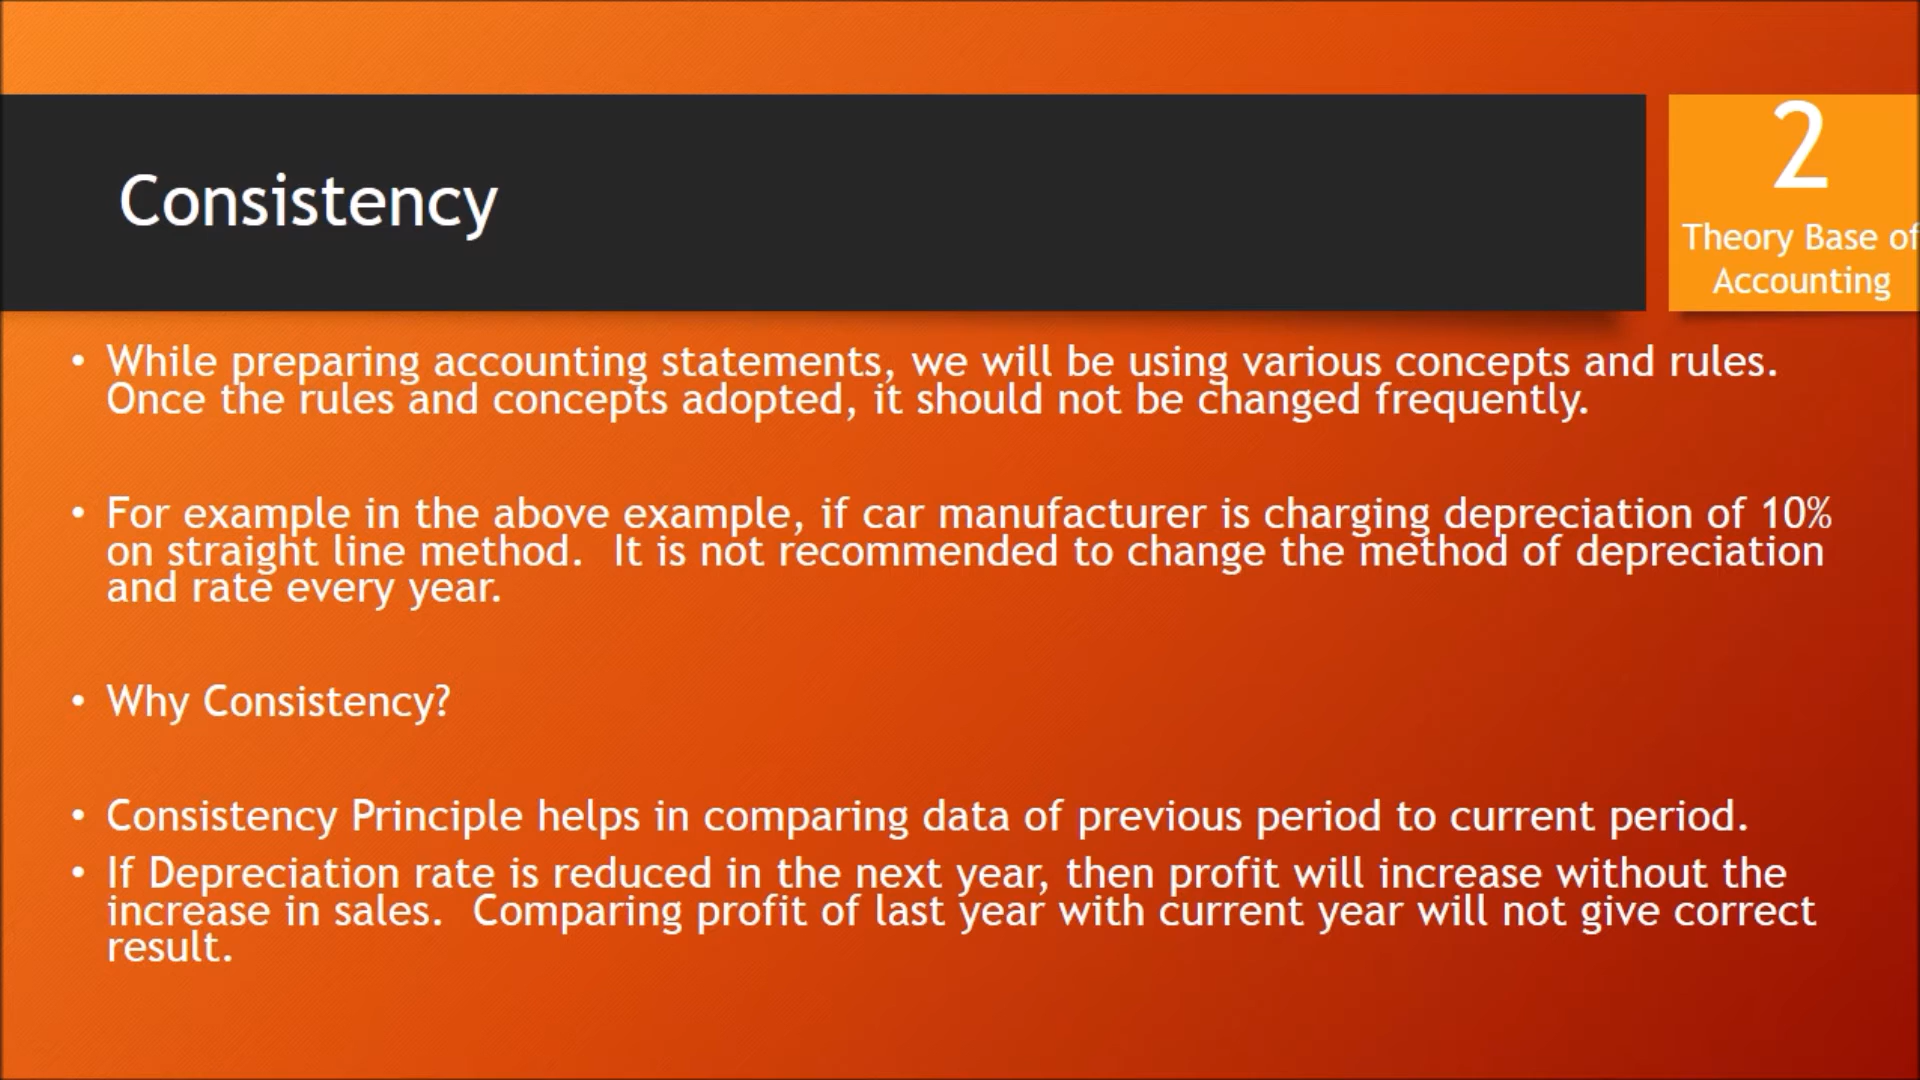 Consistency
2
Theory Base of
Accounting
• While preparing accounting statements, we will be using various concepts and rules.
Once the rules and concepts adopted, it should not be changed frequently.
• For example in the above example, if car manufacturer is charging depreciation of 10%
on straight line method.  It is not recommended to change the method of depreciation
and rate every year.
• Why Consistency?
• Consistency Principle helps in comparing data of previous period to current period.
• If Depreciation rate is reduced in the next year, then profit will increase without the
increase in sales.  Comparing profit of last year with current year will not give correct
result.